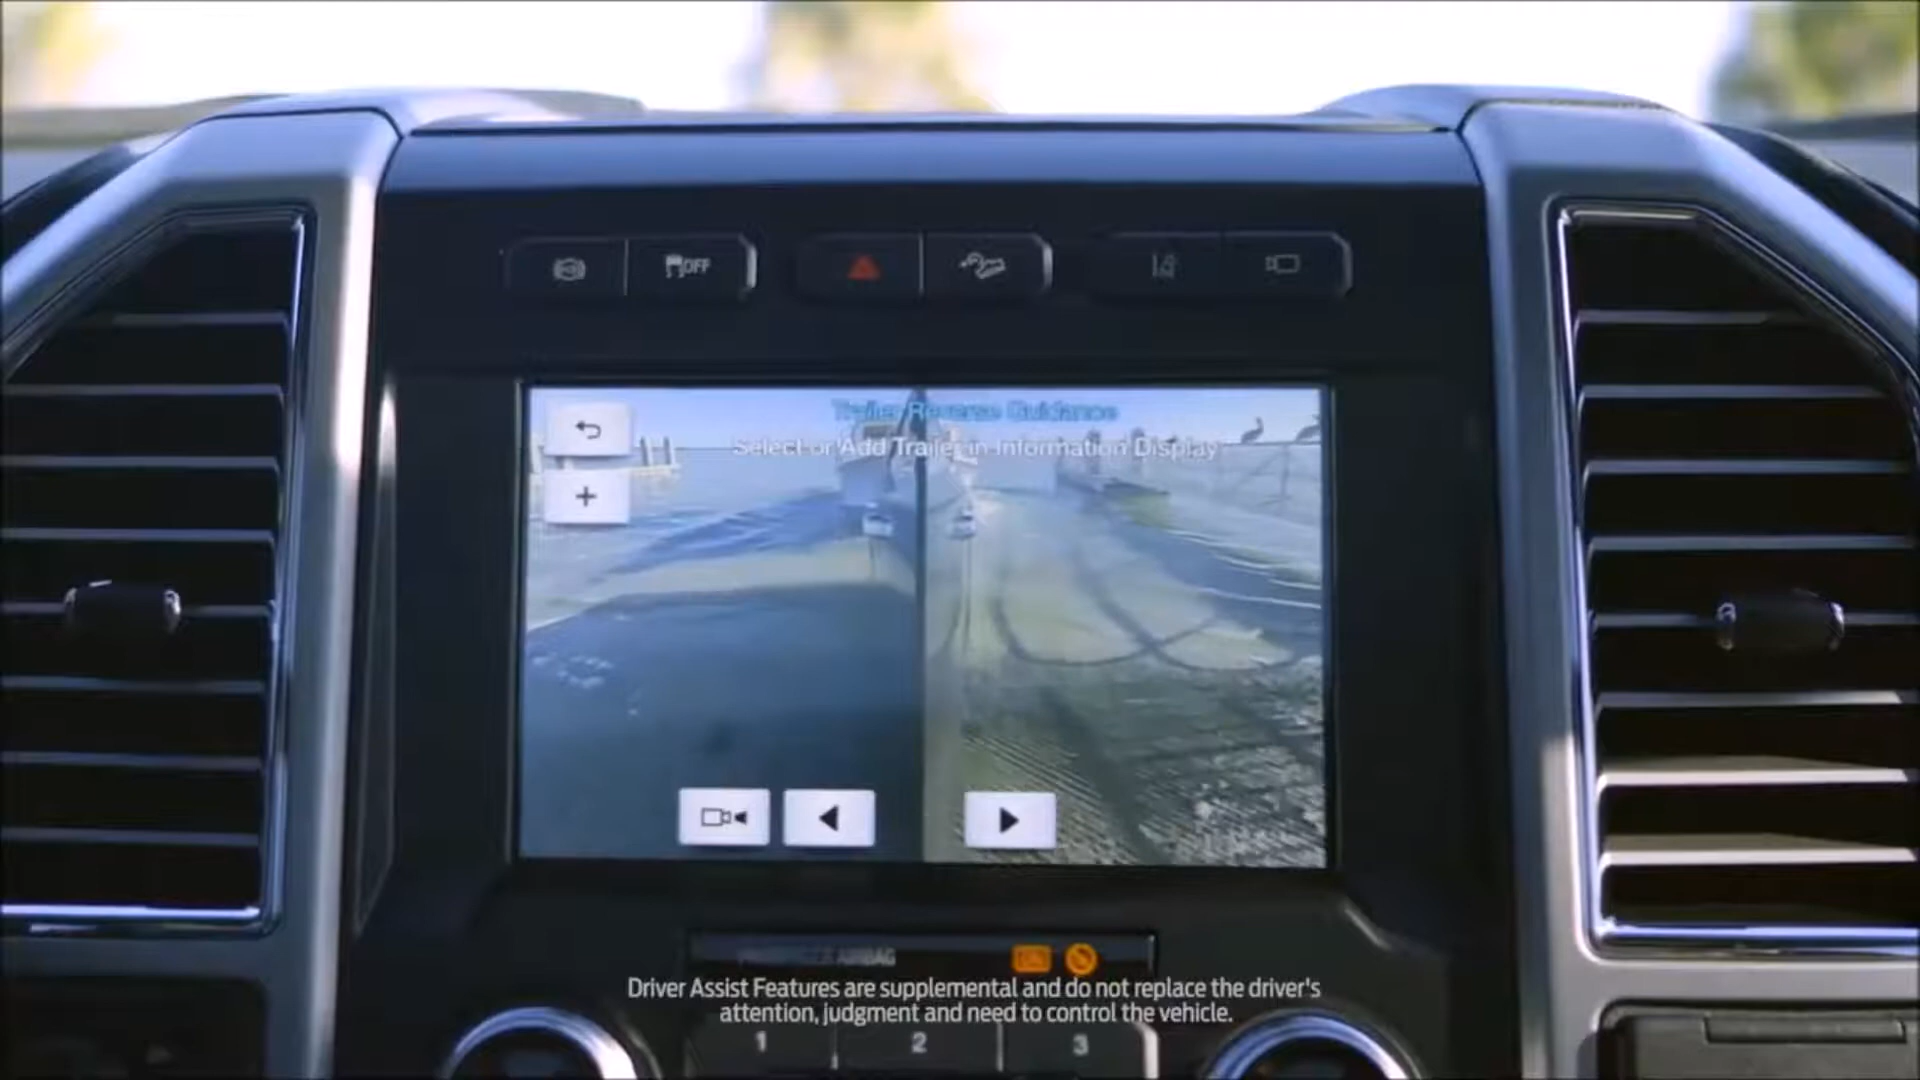 OFF
Trailer Reverse Guidance
Select or Add Trailer in Information Display
AIRBAG
Driver Assist Features are supplemental and do not replace the driver's
attention, judgment and need to control the vehicle.
1 2 3